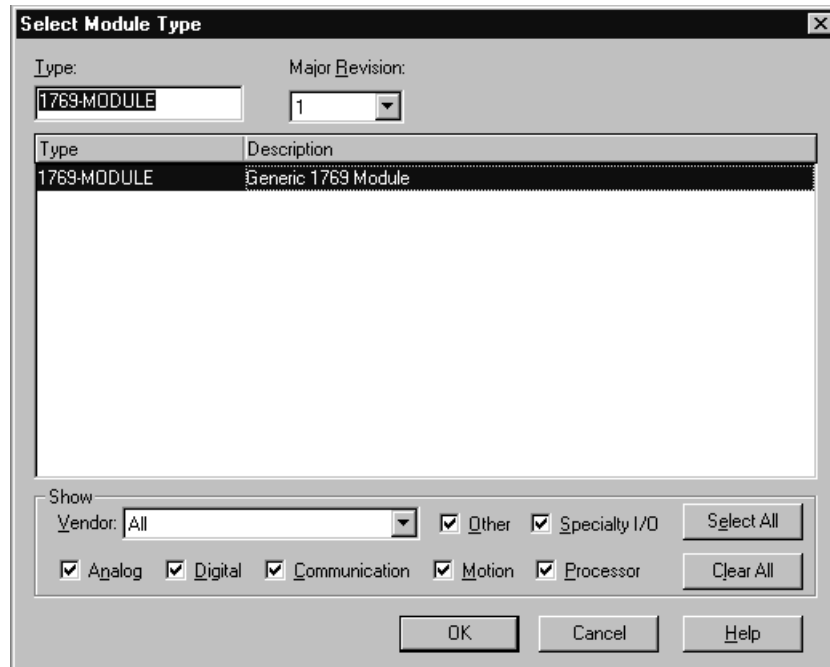 Select Module Type
Type: Major Revision:
1769-MODULE 1
Type Description
1769-MODULE Generic 1769 Module
Show
Vendor: All Other Specialty I/O Select All
Analog Digital Communication Motion Processor Clear All
OK Cancel Help